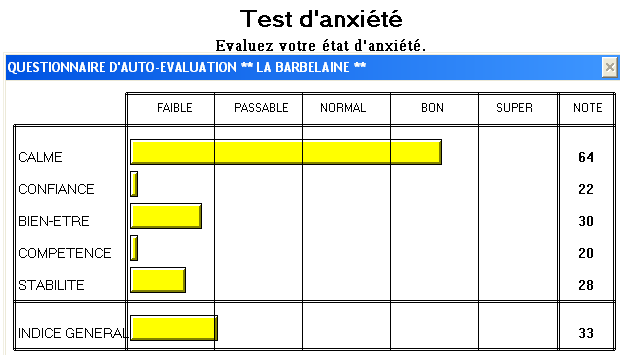 Test d'anxiété
Evaluez votre état d'anxiété.
QUESTIONNAIRE D'AUTO-EVALUATION ** LA BARBELAINE **
FAIBLE PASSABLE NORMAL BON SUPER NOTE
CALME 64
CONFIANCE 22
BIEN-ETRE 30
COMPETENCE 20
STABILITE 28
INDICE GENERAL 33